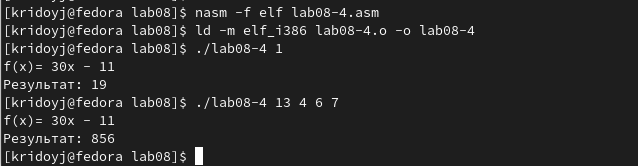 [kridoyj@fedora lab08]$ nasm -f elf lab08-4.asm
[kridoyj@fedora lab08]$ ld -m elf_i386 lab08-4.o -o lab08-4
[kridoyj@fedora lab08]$ ./lab08-4 1
f(x)= 30x - 11
Результат: 19
[kridoyj@fedora lab08]$ ./lab08-4 13 4 6 7
f(x)= 30x - 11
Результат: 856
[kridoyj@fedora lab08]$